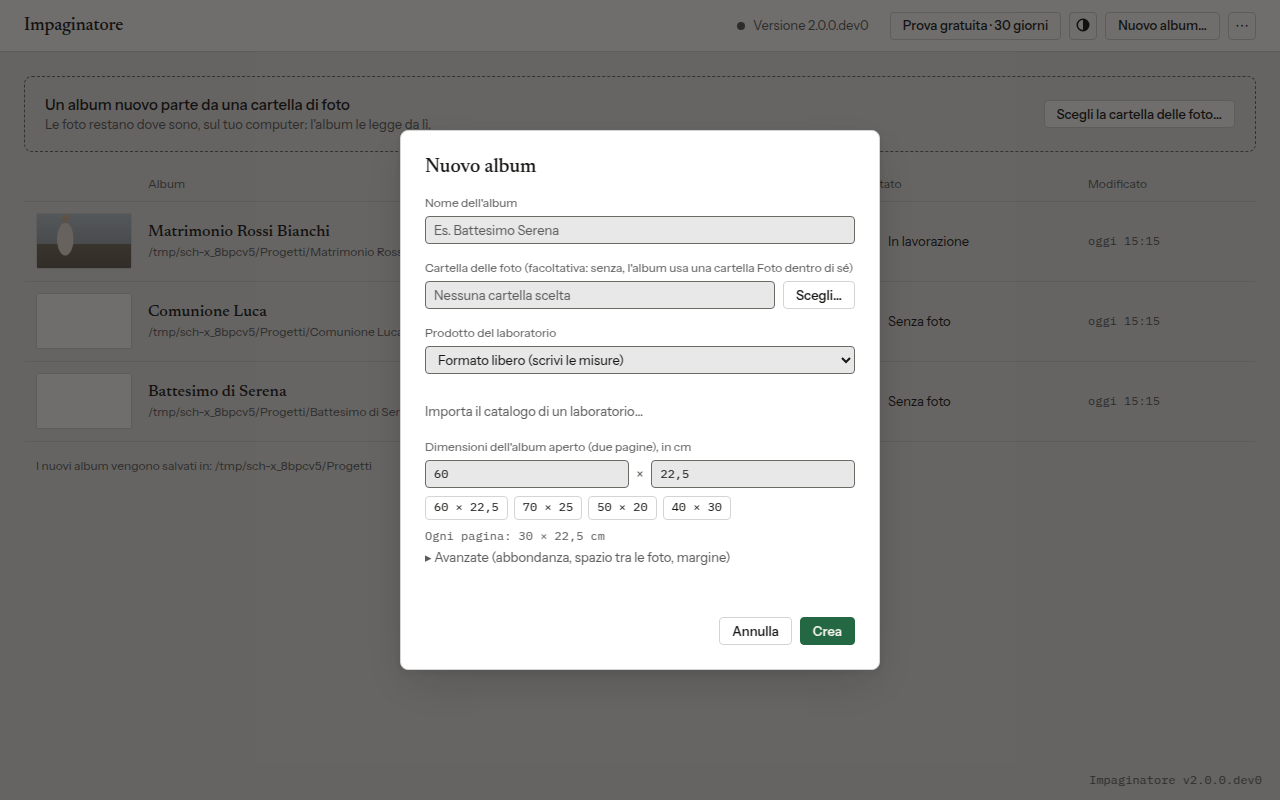 Impaginatore
Versione 2.0.0.dev0
Prova gratuita · 30 giorni
Nuovo album...
Un album nuovo parte da una cartella di foto
Le foto restano dove sono, sul tuo computer: l'album le legge da lì.
Scegli la cartella delle foto...
Album
tato
Modificato
Matrimonio Rossi Bianchi
/tmp/sch-x_8bpcv5/Progetti/Matrimonio Ross
In lavorazione
oggi 15:15
Comunione Luca
/tmp/sch-x_8bpcv5/Progetti/Comunione Luca
Senza foto
oggi 15:15
Battesimo di Serena
/tmp/sch-x_8bpcv5/Progetti/Battesimo di Ser
Senza foto
oggi 15:15
I nuovi album vengono salvati in: /tmp/sch-x_8bpcv5/Progetti
Nuovo album
Nome dell'album
Es. Battesimo Serena
Cartella delle foto (facoltativa: senza, l'album usa una cartella Foto dentro di sé)
Nessuna cartella scelta
Scegli...
Prodotto del laboratorio
Formato libero (scrivi le misure)
Importa il catalogo di un laboratorio...
Dimensioni dell'album aperto (due pagine), in cm
60 × 22,5
60 × 22,5 70 × 25 50 × 20 40 × 30
Ogni pagina: 30 × 22,5 cm
▸ Avanzate (abbondanza, spazio tra le foto, margine)
Annulla
Crea
Impaginatore v2.0.0.dev0